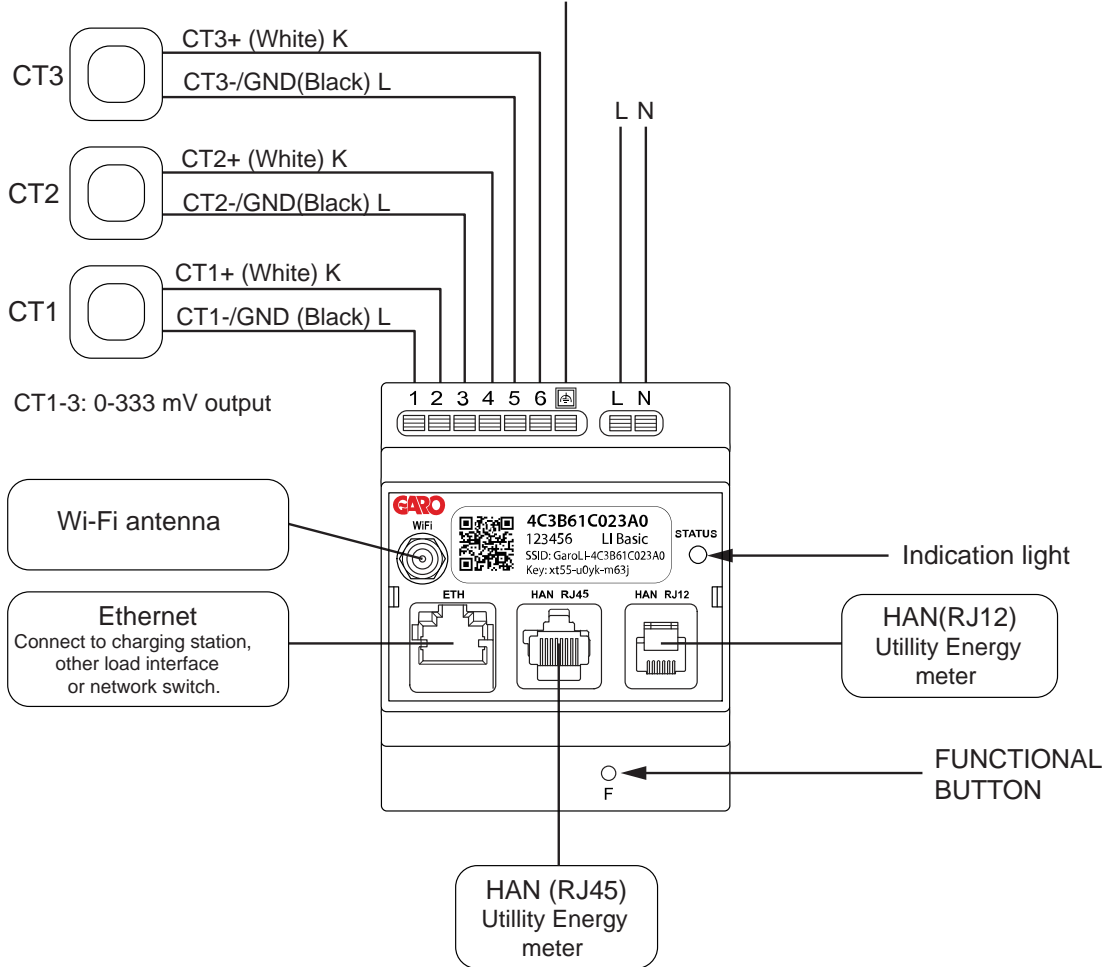 CT3+ (White) K
CT3
CT3-/GND(Black) L
L N
CT2+ (White) K
CT2
CT2-/GND(Black) L
CT1+ (White) K
CT1
CT1-/GND (Black) L
CT1-3: 0-333 mV output
1 2 3 4 5 6 L N
GARO
WiFi
4C3B61C023A0
123456 LI Basic
SSID: GaroLI-4C3B61C023A0
Key: xt55-u0yk-m63j
STATUS
Wi-Fi antenna
Indication light
ETH HAN RJ45 HAN RJ12
Ethernet
Connect to charging station,
other load interface
or network switch.
HAN(RJ12)
Utillity Energy
meter
FUNCTIONAL
BUTTON
F
HAN (RJ45)
Utillity Energy
meter